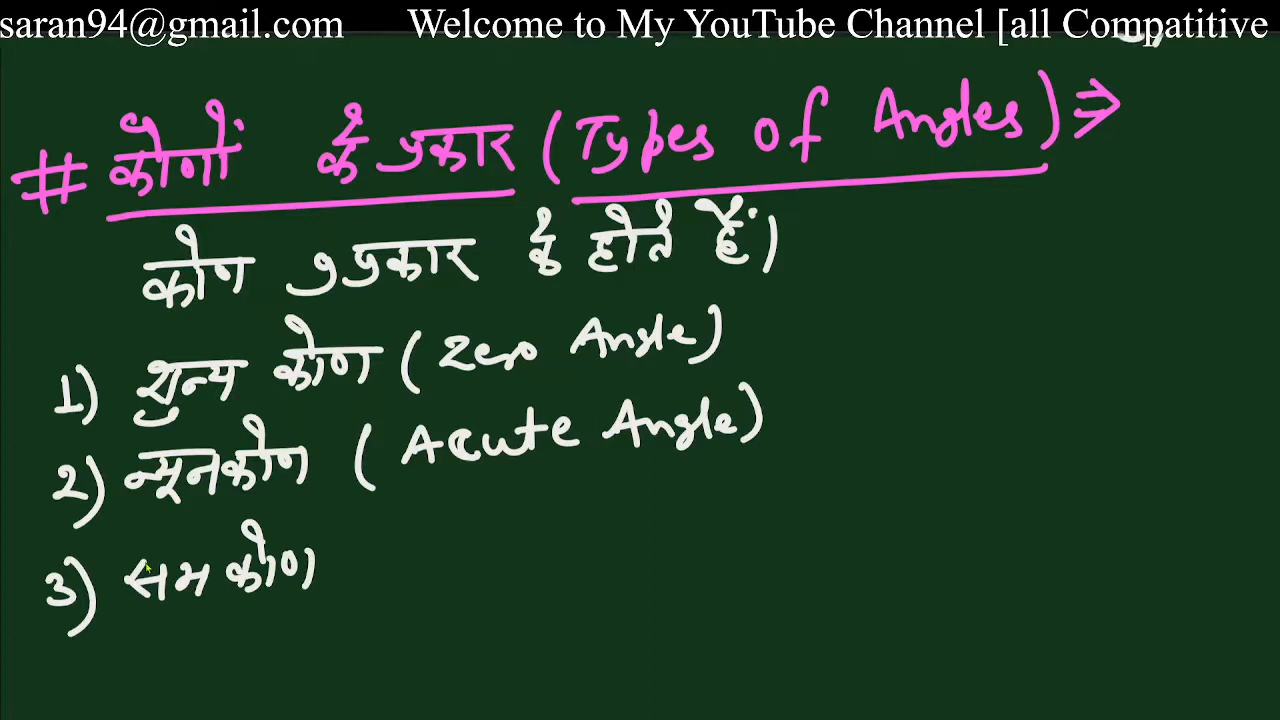 saran94@gmail.com Welcome to My YouTube Channel [all Compatitive
# कोणों के प्रकार (Types of Angles) ⇒
कोण 7 प्रकार के होते हैं।
1) शुन्य कोण (Zero Angle)
2) न्यूनकोण (Acute Angle)
3) सम कोण